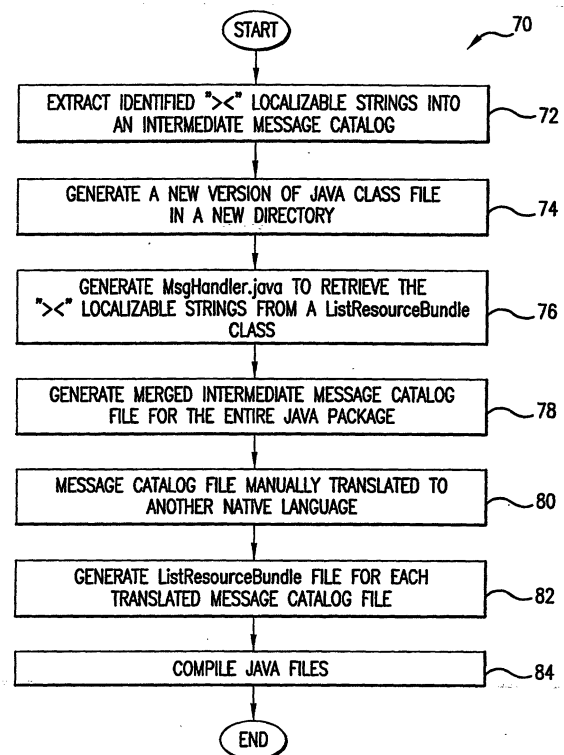 START
70
EXTRACT IDENTIFIED "><" LOCALIZABLE STRINGS INTO
AN INTERMEDIATE MESSAGE CATALOG
72
GENERATE A NEW VERSION OF JAVA CLASS FILE
IN A NEW DIRECTORY
74
GENERATE MsgHandler.java TO RETRIEVE THE
"><" LOCALIZABLE STRINGS FROM A ListResourceBundle
CLASS
76
GENERATE MERGED INTERMEDIATE MESSAGE CATALOG
FILE FOR THE ENTIRE JAVA PACKAGE
78
MESSAGE CATALOG FILE MANUALLY TRANSLATED TO
ANOTHER NATIVE LANGUAGE
80
GENERATE ListResourceBundle FILE FOR EACH
TRANSLATED MESSAGE CATALOG FILE
82
COMPILE JAVA FILES
84
END